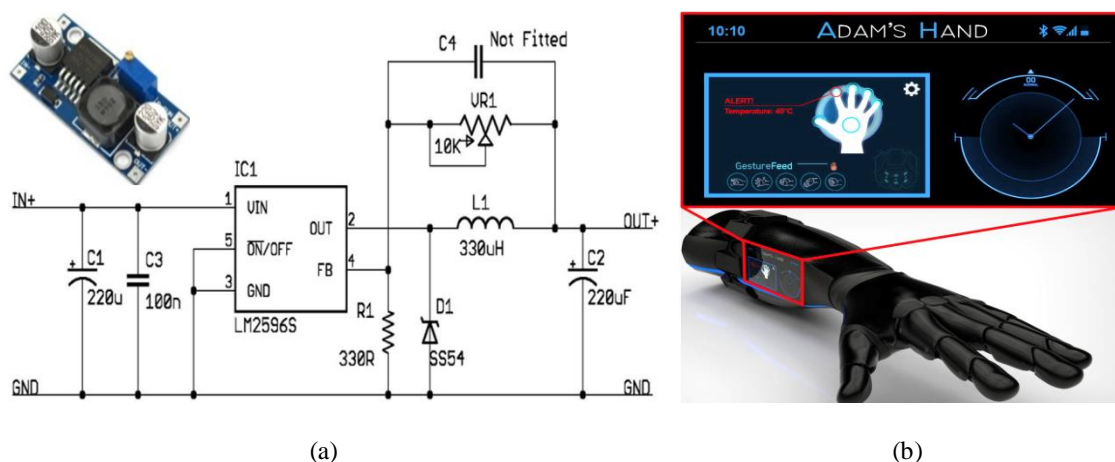 C4
Not Fitted
VR1
10K
IC1
IN+
1
VIN
L1
OUT
2
OUT+
330uH
5
ON/OFF
C1
C3
FB
4
C2
3
GND
220u
100n
R1
D1
220uF
LM2596S
330R
SS54
GND
GND
(a)
10:10
ADAM'S HAND
ALERT!
Temperature: 40°C
GestureFeed
OO
(b)